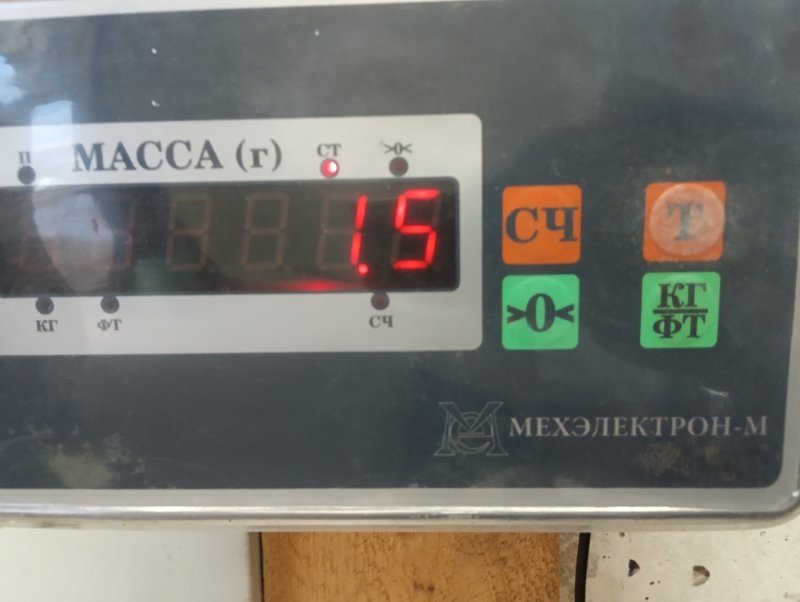 П МАССА (г) СТ >0<
1.5
КГ ФТ СЧ
СЧ Т
>0< КГ
ФТ
МЕХЭЛЕКТРОН-М